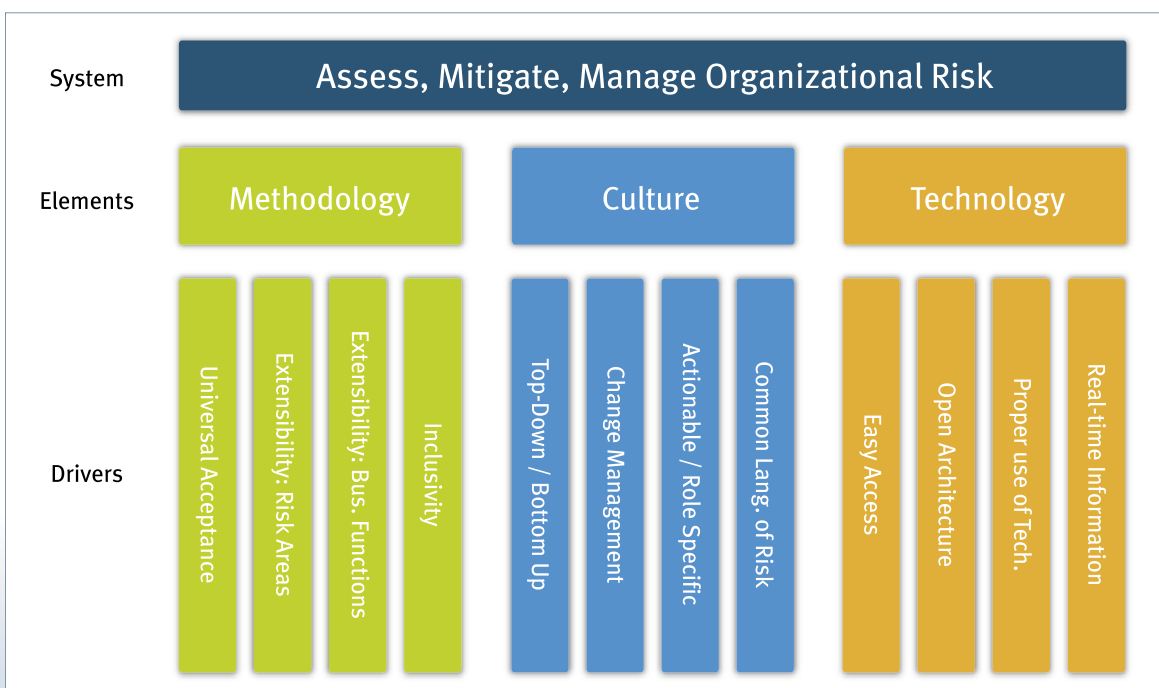 System
Assess, Mitigate, Manage Organizational Risk
Elements
Methodology
Culture
Technology
Drivers
Universal Acceptance
Extensibility: Risk Areas
Extensibility: Bus. Functions
Inclusivity
Top-Down / Bottom Up
Change Management
Actionable / Role Specific
Common Lang. of Risk
Easy Access
Open Architecture
Proper use of Tech.
Real-time Information